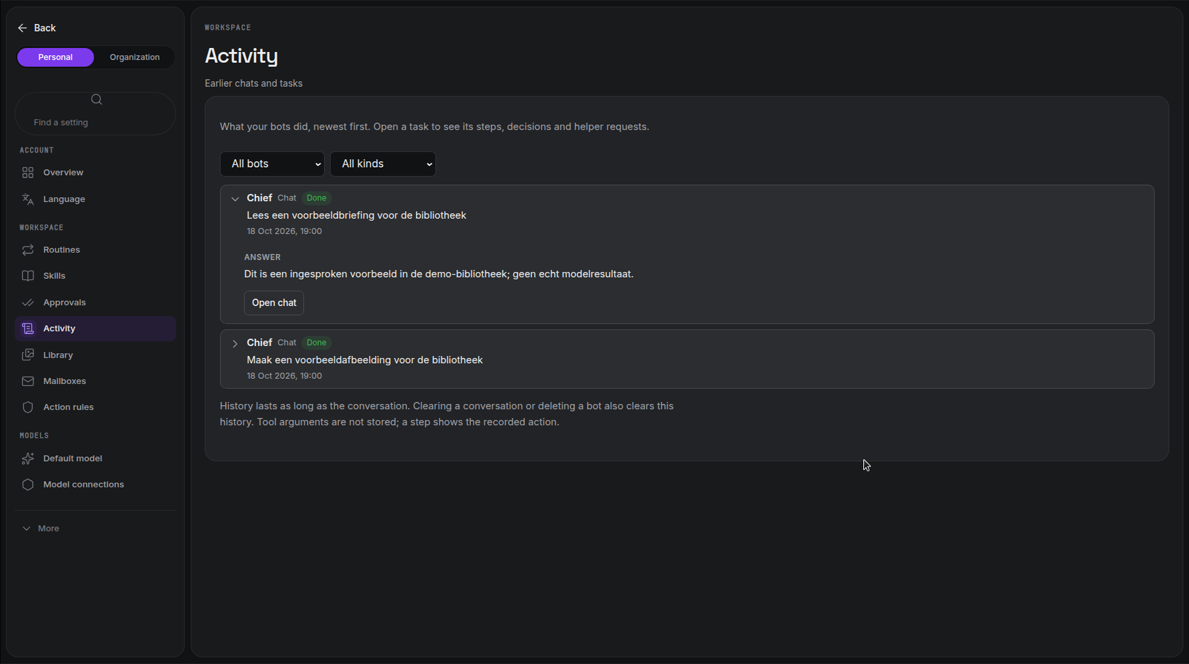 Back
Personal
Organization
Find a setting
ACCOUNT
Overview
Language
WORKSPACE
Routines
Skills
Approvals
Activity
Library
Mailboxes
Action rules
MODELS
Default model
Model connections
More
WORKSPACE
Activity
Earlier chats and tasks
What your bots did, newest first. Open a task to see its steps, decisions and helper requests.
All bots
All kinds
Chief Chat Done
Lees een voorbeeldbriefing voor de bibliotheek
18 Oct 2026, 19:00
ANSWER
Dit is een ingesproken voorbeeld in de demo-bibliotheek; geen echt modelresultaat.
Open chat
Chief Chat Done
Maak een voorbeeldafbeelding voor de bibliotheek
18 Oct 2026, 19:00
History lasts as long as the conversation. Clearing a conversation or deleting a bot also clears this
history. Tool arguments are not stored; a step shows the recorded action.